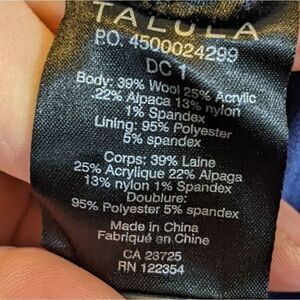 TALULA
P.O. 4500024299
DC 1
Body: 39% Wool 25% Acrylic
22% Alpaca 13% nylon
1% Spandex
Lining: 95% Polyester
5% spandex
Corps: 39% Laine
25% Acrylique 22% Alpaga
13% nylon 1% Spandex
Doublure:
95% Polyester 5% spandex
Made in China
Fabriqué en Chine
CA 23725
RN 122354